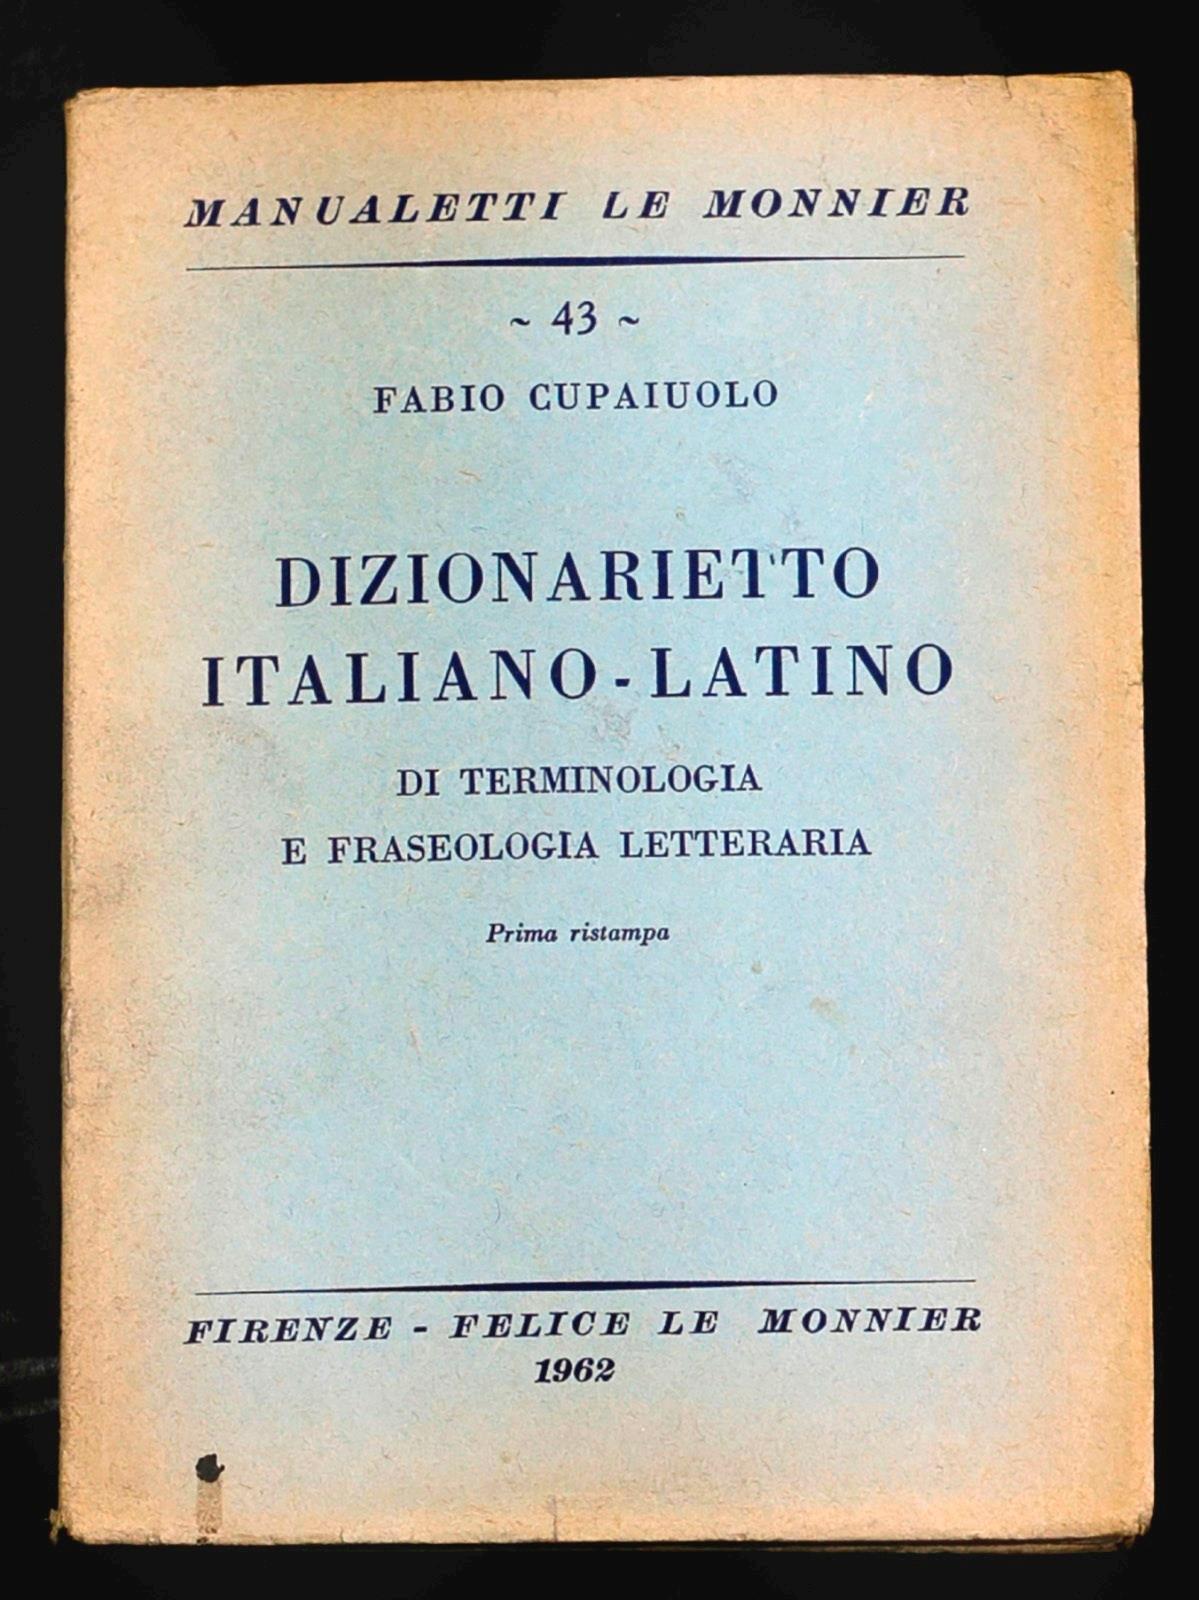 MANUALETTI LE MONNIER
~ 43 ~
FABIO CUPAIUOLO
DIZIONARIETTO
ITALIANO-LATINO
DI TERMINOLOGIA
E FRASEOLOGIA LETTERARIA
Prima ristampa
FIRENZE - FELICE LE MONNIER
1962